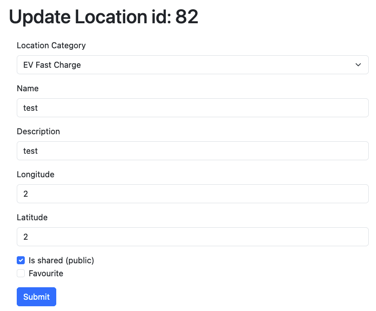 Update Location id: 82
Location Category
EV Fast Charge
Name
test
Description
test
Longitude
2
Latitude
2
Is shared (public)
Favourite
Submit